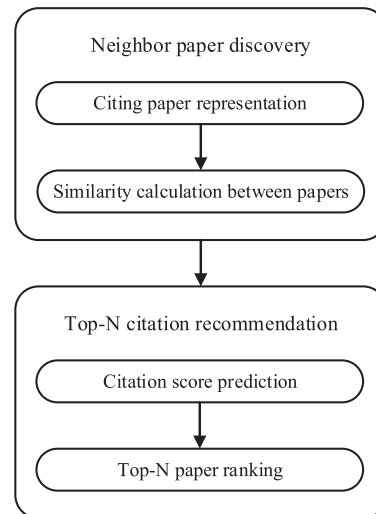 Neighbor paper discovery
Citing paper representation
Similarity calculation between papers
Top-N citation recommendation
Citation score prediction
Top-N paper ranking